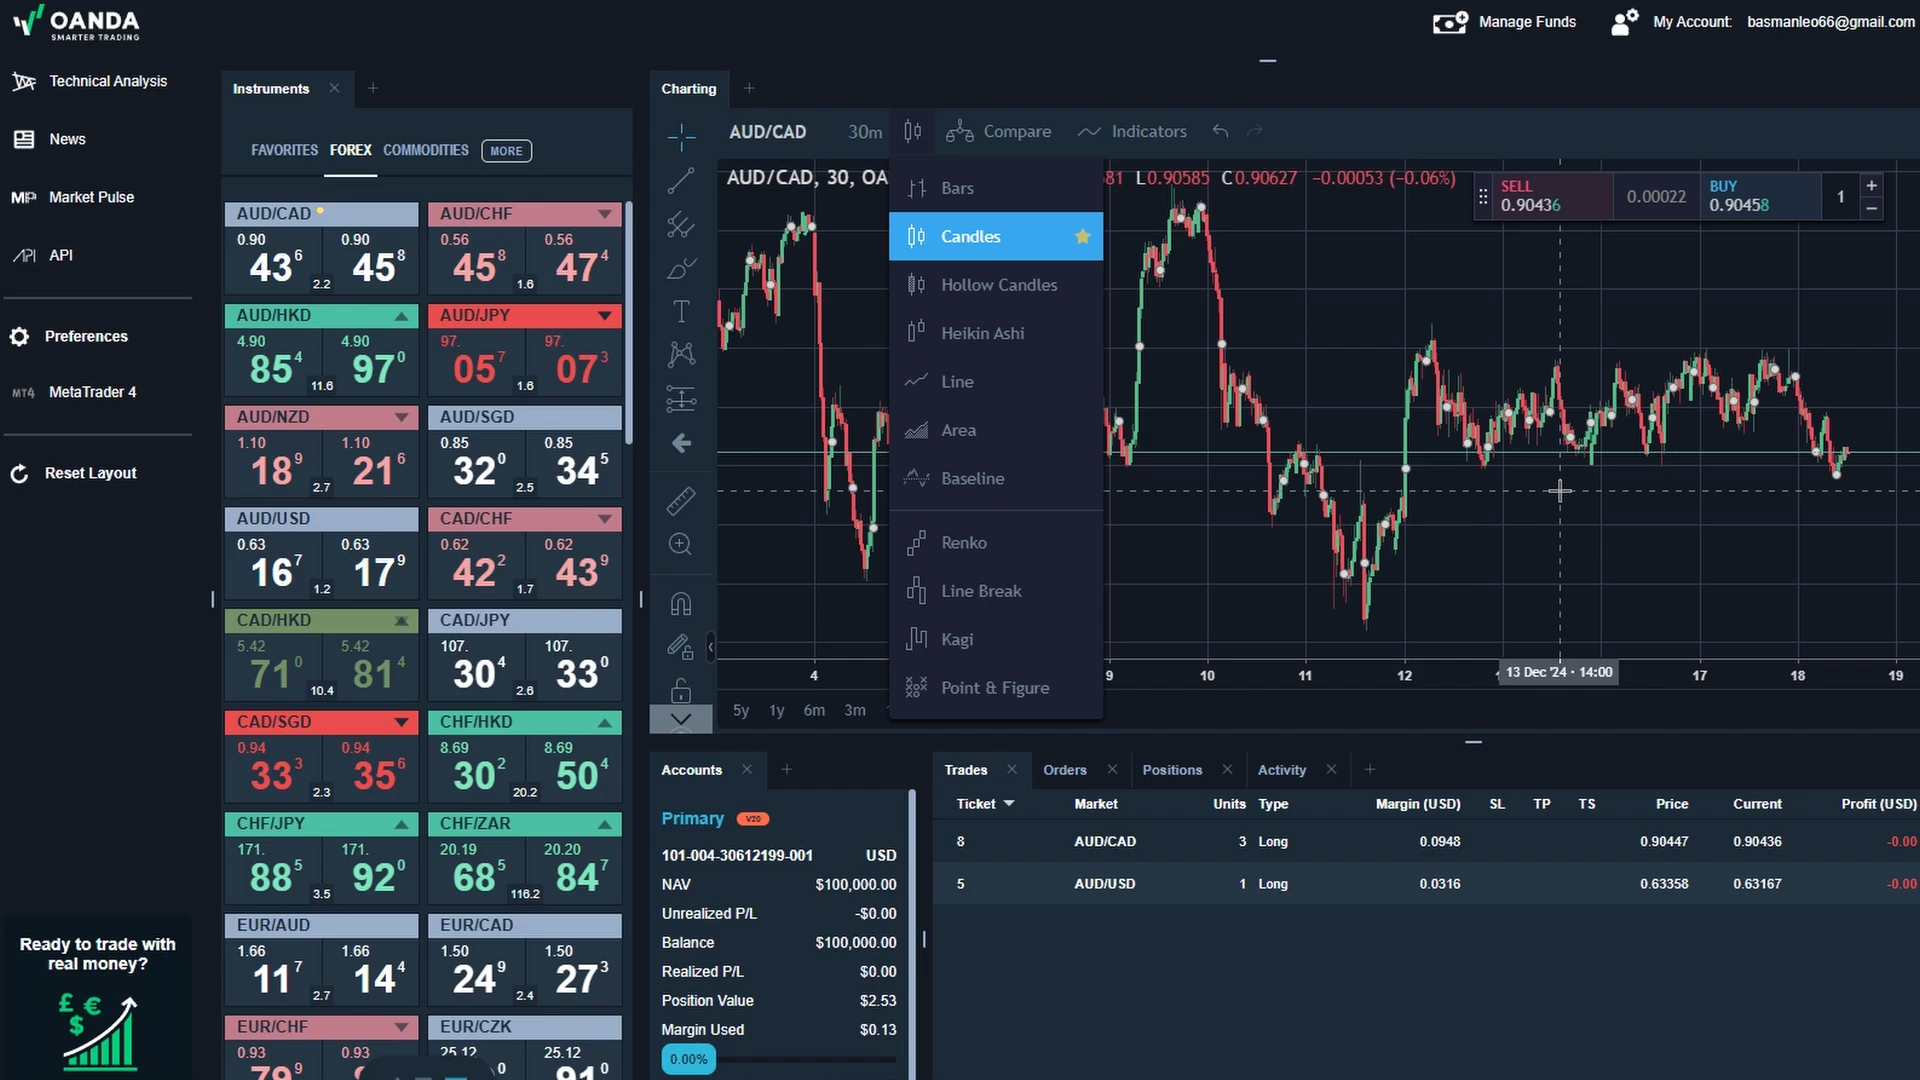 OANDA
SMARTER TRADING
Manage Funds
My Account: basmanleo66@gmail.com
Technical Analysis
News
Market Pulse
API
Preferences
MT4 MetaTrader 4
Reset Layout
Ready to trade with
real money?
Instruments
FAVORITES FOREX COMMODITIES MORE
AUD/CAD
0.90 43 6 0.90 45 8 2.2
AUD/CHF
0.56 45 8 0.56 47 4 1.6
AUD/HKD
4.90 85 4 4.90 97 0 11.6
AUD/JPY
97. 05 7 97. 07 3 1.6
AUD/NZD
1.10 18 9 1.10 21 6 2.7
AUD/SGD
0.85 32 0 0.85 34 5 2.5
AUD/USD
0.63 16 7 0.63 17 9 1.2
CAD/CHF
0.62 42 2 0.62 43 9 1.7
CAD/HKD
5.42 71 0 5.42 81 4 10.4
CAD/JPY
107. 30 4 107. 33 0 2.6
CAD/SGD
0.94 33 3 0.94 35 6 2.3
CHF/HKD
8.69 30 2 8.69 50 4 20.2
CHF/JPY
171. 88 5 171. 92 0 3.5
CHF/ZAR
20.19 68 5 20.20 84 7 116.2
EUR/AUD
1.66 11 7 1.66 14 4 2.7
EUR/CAD
1.50 24 9 1.50 27 3 2.4
EUR/CHF
0.93 79 9 0.93
EUR/CZK
25.12 0 25.12 91 0
Charting
AUD/CAD 30m Compare Indicators
AUD/CAD, 30, OA
L0.90585 C0.90627 −0.00053 (−0.06%)
SELL
0.90436
0.00022
BUY
0.90458
1
Bars
Candles
Hollow Candles
Heikin Ashi
Line
Area
Baseline
Renko
Line Break
Kagi
Point & Figure
4 9 10 11 12 13 Dec '24 · 14:00 17 18 19
5y 1y 6m 3m
Accounts
Primary V20
101-004-30612199-001 USD
NAV $100,000.00
Unrealized P/L -$0.00
Balance $100,000.00
Realized P/L $0.00
Position Value $2.53
Margin Used $0.13
0.00%
Trades Orders Positions Activity
Ticket Market Units Type Margin (USD) SL TP TS Price Current Profit (USD)
8 AUD/CAD 3 Long 0.0948 0.90447 0.90436 -0.00
5 AUD/USD 1 Long 0.0316 0.63358 0.63167 -0.00